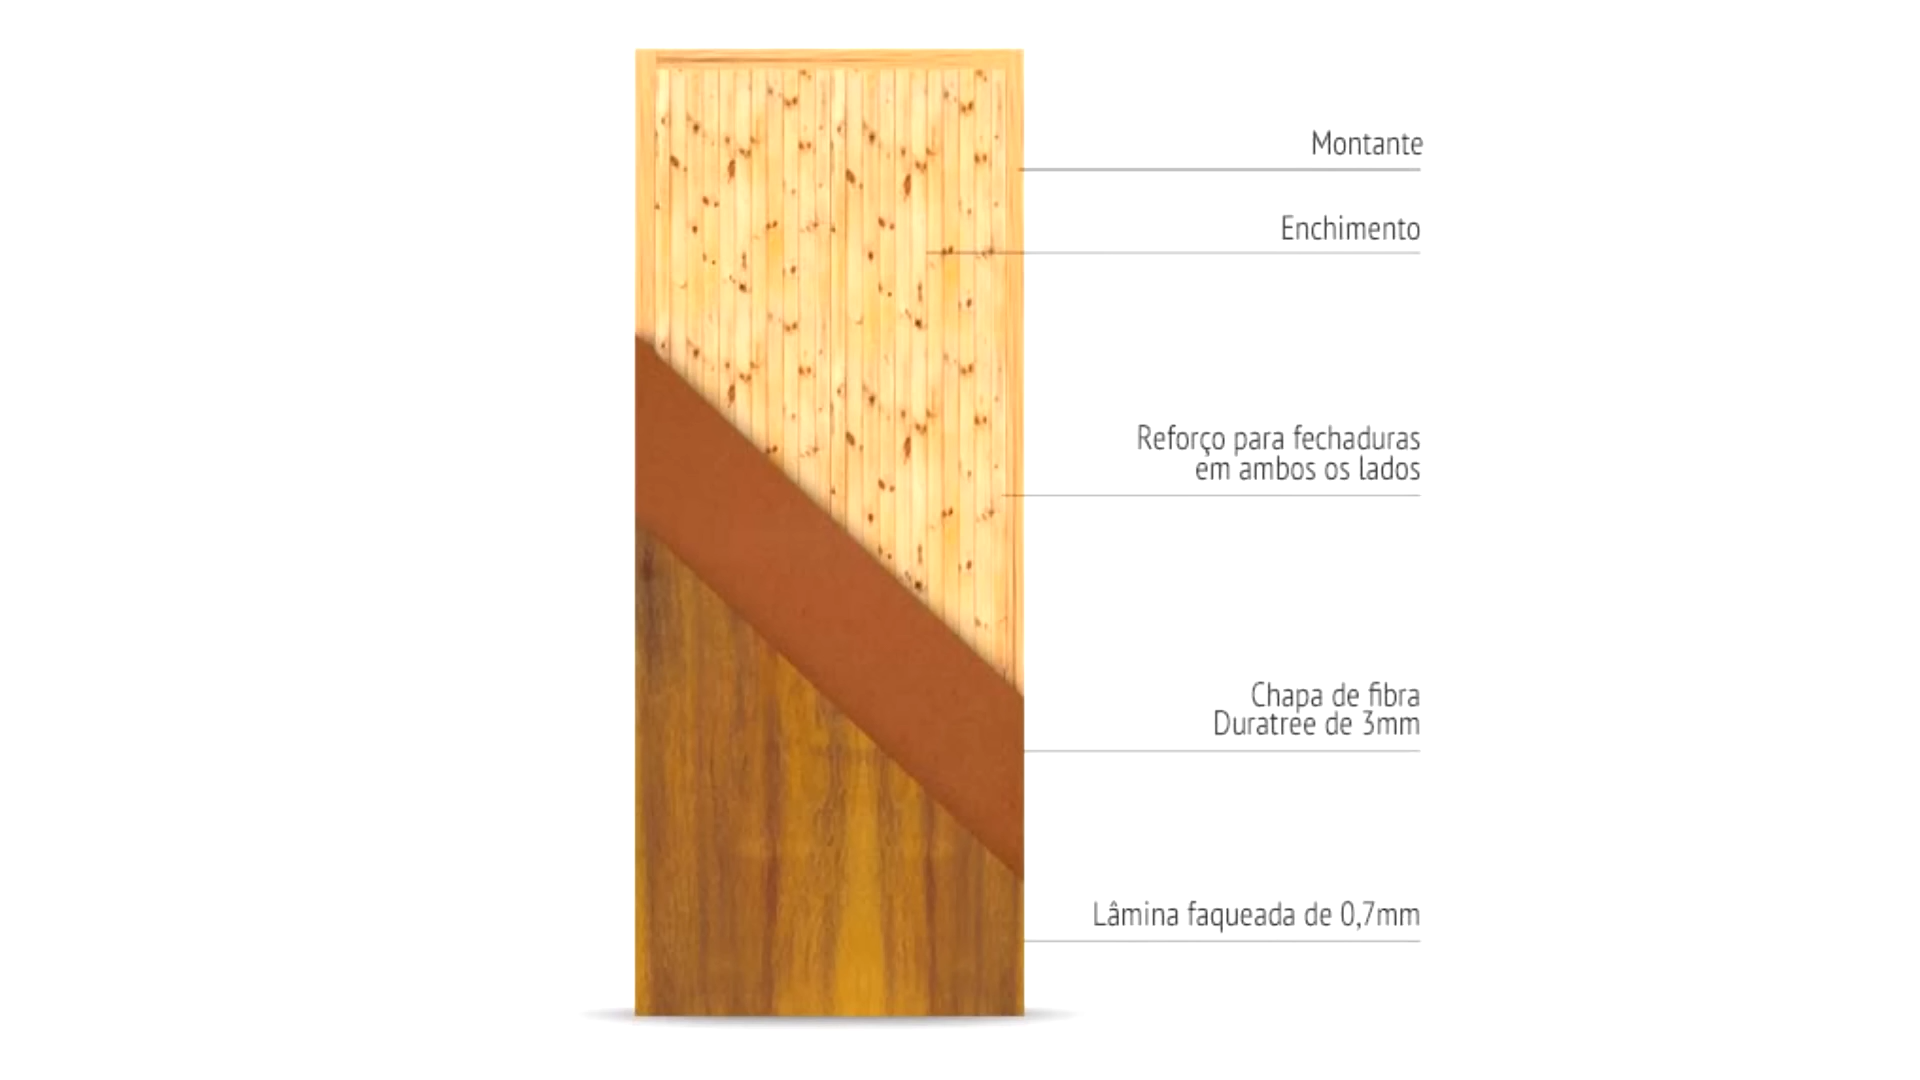 Montante
Enchimento
Reforço para fechaduras
em ambos os lados
Chapa de fibra
Duratree de 3mm
Lâmina faqueada de 0,7mm